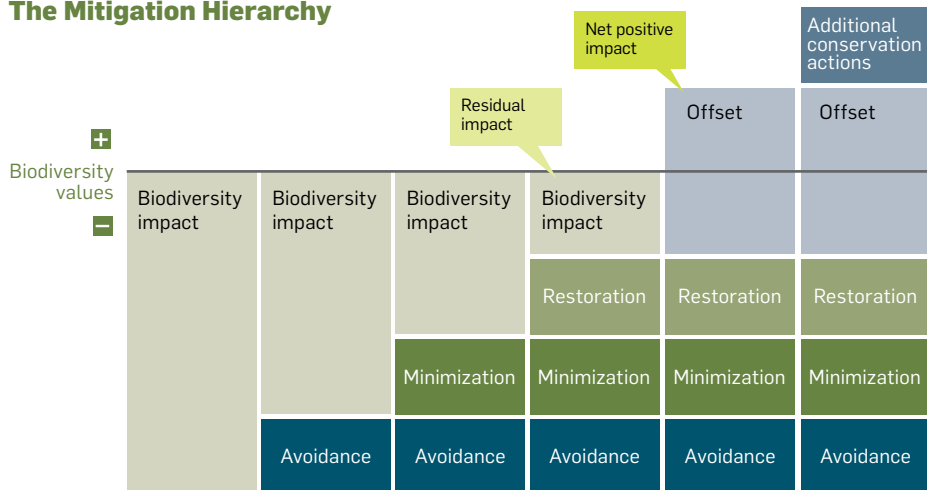 The Mitigation Hierarchy
Additional
conservation
actions
Net positive
impact
Residual
impact
Offset
Offset
+
Biodiversity
values
−
Biodiversity
impact
Biodiversity
impact
Biodiversity
impact
Biodiversity
impact
Restoration
Restoration
Restoration
Minimization
Minimization
Minimization
Minimization
Avoidance
Avoidance
Avoidance
Avoidance
Avoidance